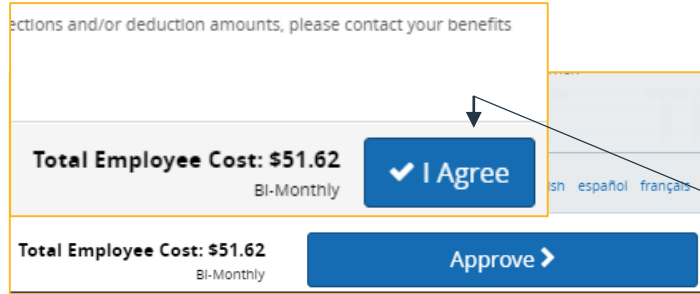 ections and/or deduction amounts, please contact your benefits
Total Employee Cost: $51.62
Bi-Monthly
I Agree
español français
Total Employee Cost: $51.62
Bi-Monthly
Approve